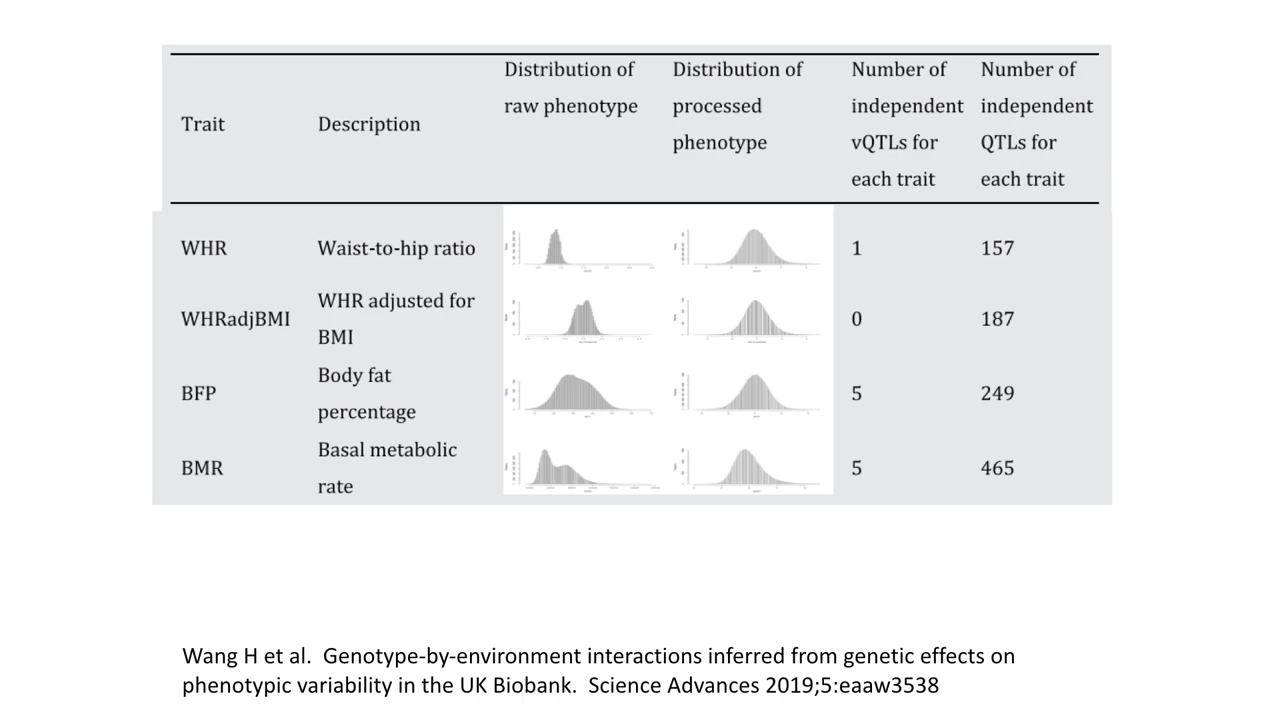 Trait
Description
Distribution of
raw phenotype
Distribution of
processed
phenotype
Number of
independent
vQTLs for
each trait
Number of
independent
QTLs for
each trait
WHR
Waist-to-hip ratio
1
157
WHRadjBMI
WHR adjusted for
BMI
0
187
BFP
Body fat
percentage
5
249
BMR
Basal metabolic
rate
5
465
Wang H et al.  Genotype-by-environment interactions inferred from genetic effects on
phenotypic variability in the UK Biobank.  Science Advances 2019;5:eaaw3538